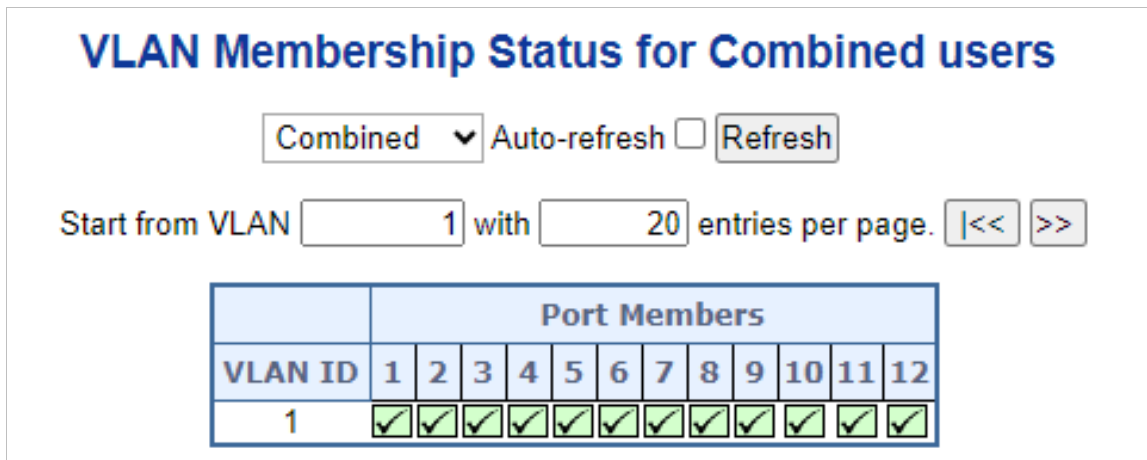 VLAN Membership Status for Combined users
Combined Auto-refresh Refresh
Start from VLAN 1 with 20 entries per page. |<< >>
Port Members
VLAN ID 1 2 3 4 5 6 7 8 9 10 11 12
1